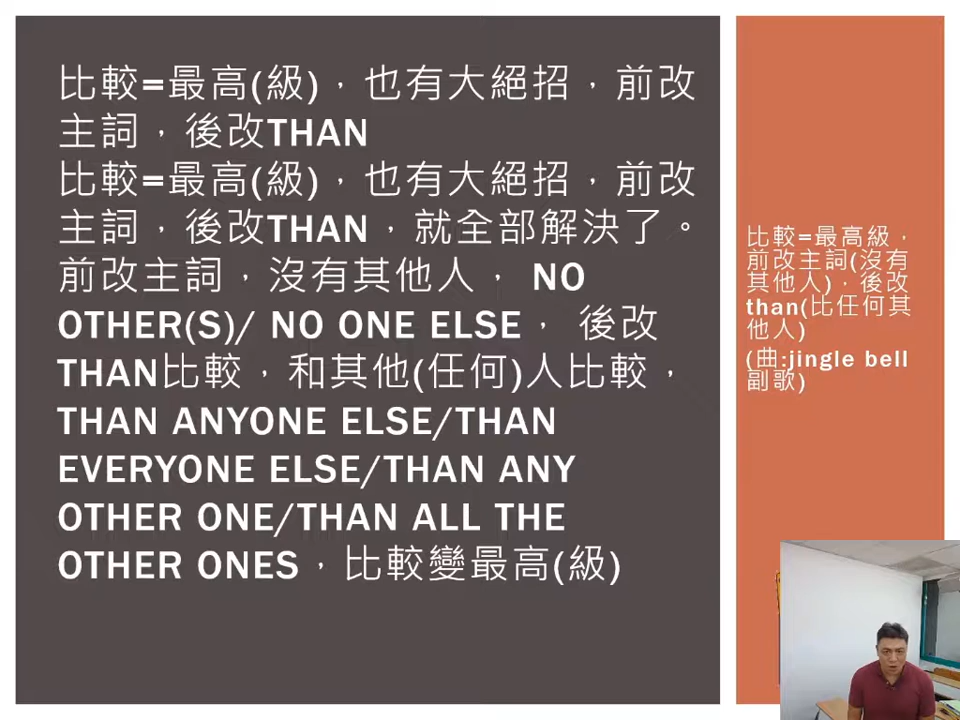 比較=最高(級)，也有大絕招，前改
主詞，後改THAN
比較=最高(級)，也有大絕招，前改
主詞，後改THAN，就全部解決了。
前改主詞，沒有其他人， NO
OTHER(S)/ NO ONE ELSE， 後改
THAN比較，和其他(任何)人比較，
THAN ANYONE ELSE/THAN
EVERYONE ELSE/THAN ANY
OTHER ONE/THAN ALL THE
OTHER ONES，比較變最高(級)
比較=最高級，
前改主詞(沒有
其他人)，後改
than(比任何其
他人)
(曲:jingle bell
副歌)